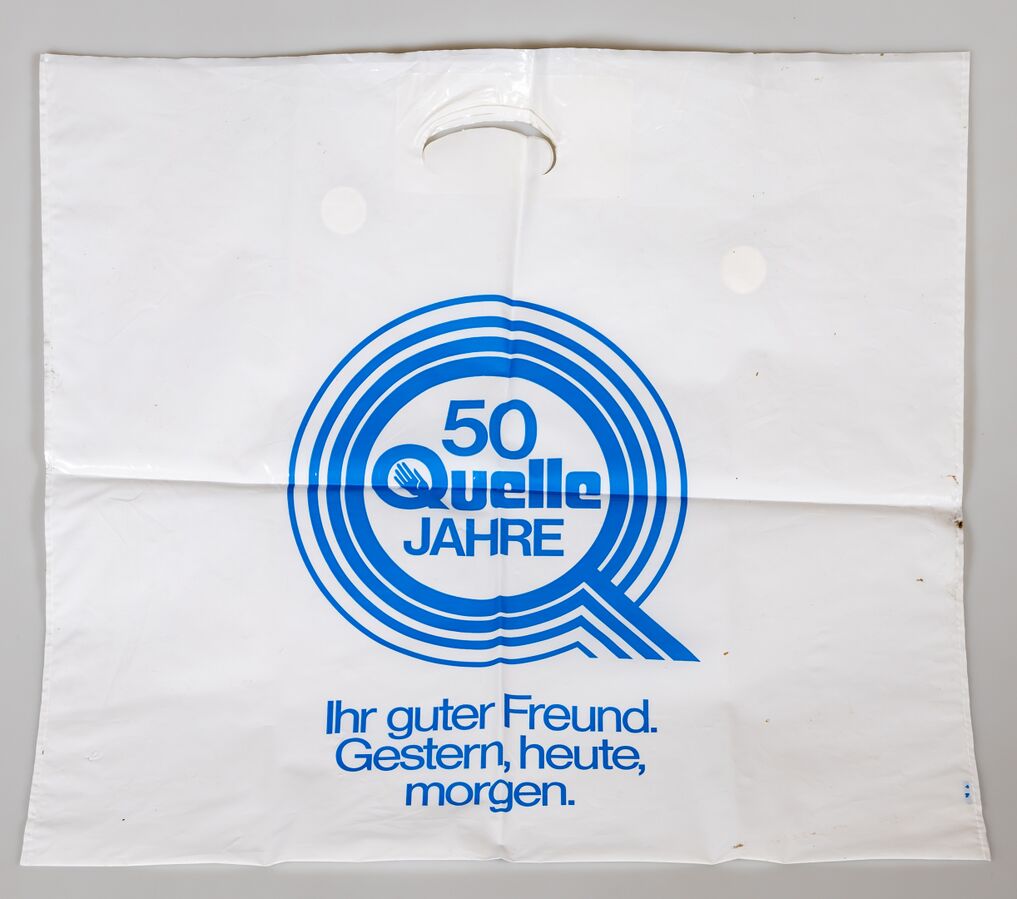 50
Quelle
JAHRE
Ihr guter Freund.
Gestern, heute,
morgen.